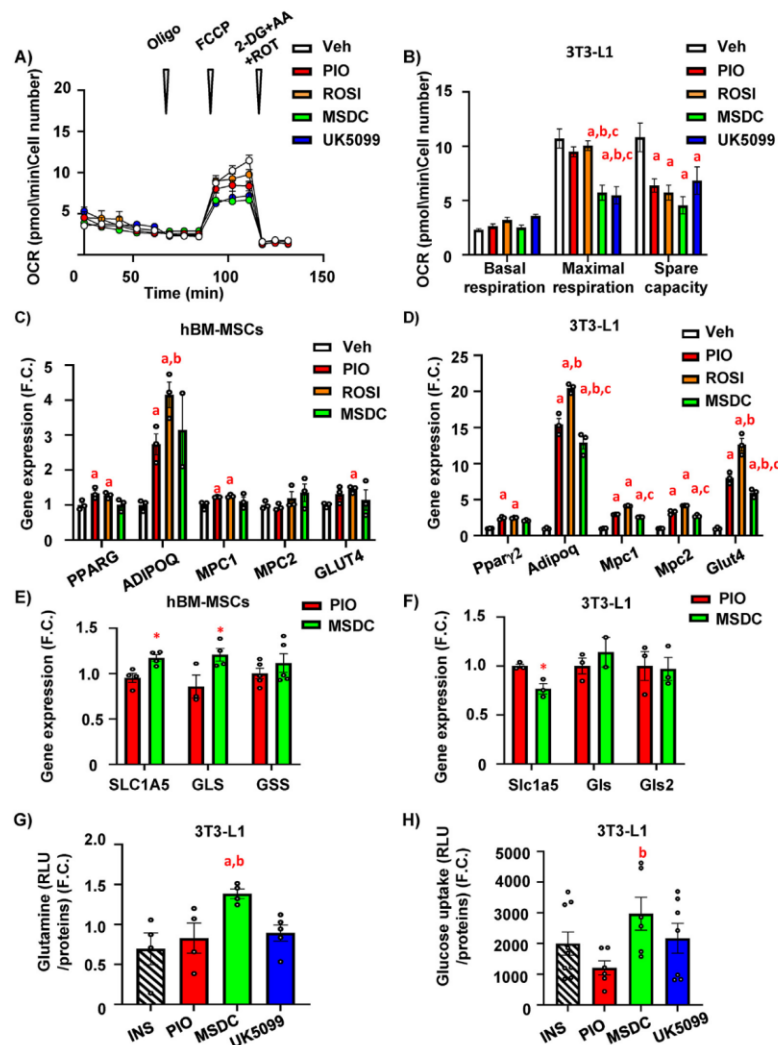 A)
Oligo
FCCP
2-DG+AA
+ROT
Veh
PIO
ROSI
MSDC
UK5099
OCR (pmol\min\Cell number)
20
15
10
5
0
50
100
150
Time (min)
B)
3T3-L1
Veh
PIO
ROSI
MSDC
UK5099
OCR (pmol\min\Cell number)
20
15
10
5
0
a,b,c
a,b,c
a
a
a
a
Basal
respiration
Maximal
respiration
Spare
capacity
C)
hBM-MSCs
Veh
PIO
ROSI
MSDC
Gene expression (F.C.)
5
4
3
2
1
0
a
a
a
a,b
a
a
a
PPARG
ADIPOQ
MPC1
MPC2
GLUT4
D)
3T3-L1
Veh
PIO
ROSI
MSDC
Gene expression (F.C.)
25
20
15
10
5
0
a
a
a
a,b
a,b,c
a
a
a,c
a
a
a,c
a
a,b
a,b,c
Pparγ2
Adipoq
Mpc1
Mpc2
Glut4
E)
hBM-MSCs
PIO
MSDC
Gene expression (F.C.)
1.5
1.0
0.5
0.0
*
*
SLC1A5
GLS
GSS
F)
3T3-L1
PIO
MSDC
Gene expression (F.C.)
1.5
1.0
0.5
0.0
*
Slc1a5
Gls
Gls2
G)
3T3-L1
Glutamine (RLU
/proteins) (F.C.)
2.0
1.5
1.0
0.5
0.0
a,b
INS
PIO
MSDC
UK5099
H)
3T3-L1
Glucose uptake (RLU
/proteins) (F.C.)
5000
4000
3000
2000
1000
0
b
INS
PIO
MSDC
UK5099